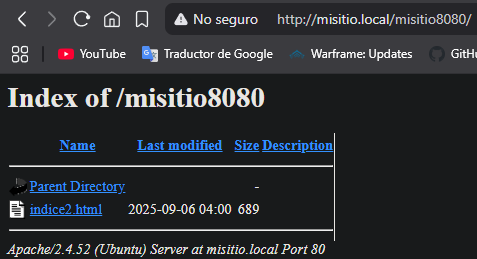 No seguro http://misitio.local/misitio8080/
YouTube Traductor de Google Warframe: Updates GitH
Index of /misitio8080
Name Last modified Size Description
Parent Directory -
indice2.html 2025-09-06 04:00 689
Apache/2.4.52 (Ubuntu) Server at misitio.local Port 80